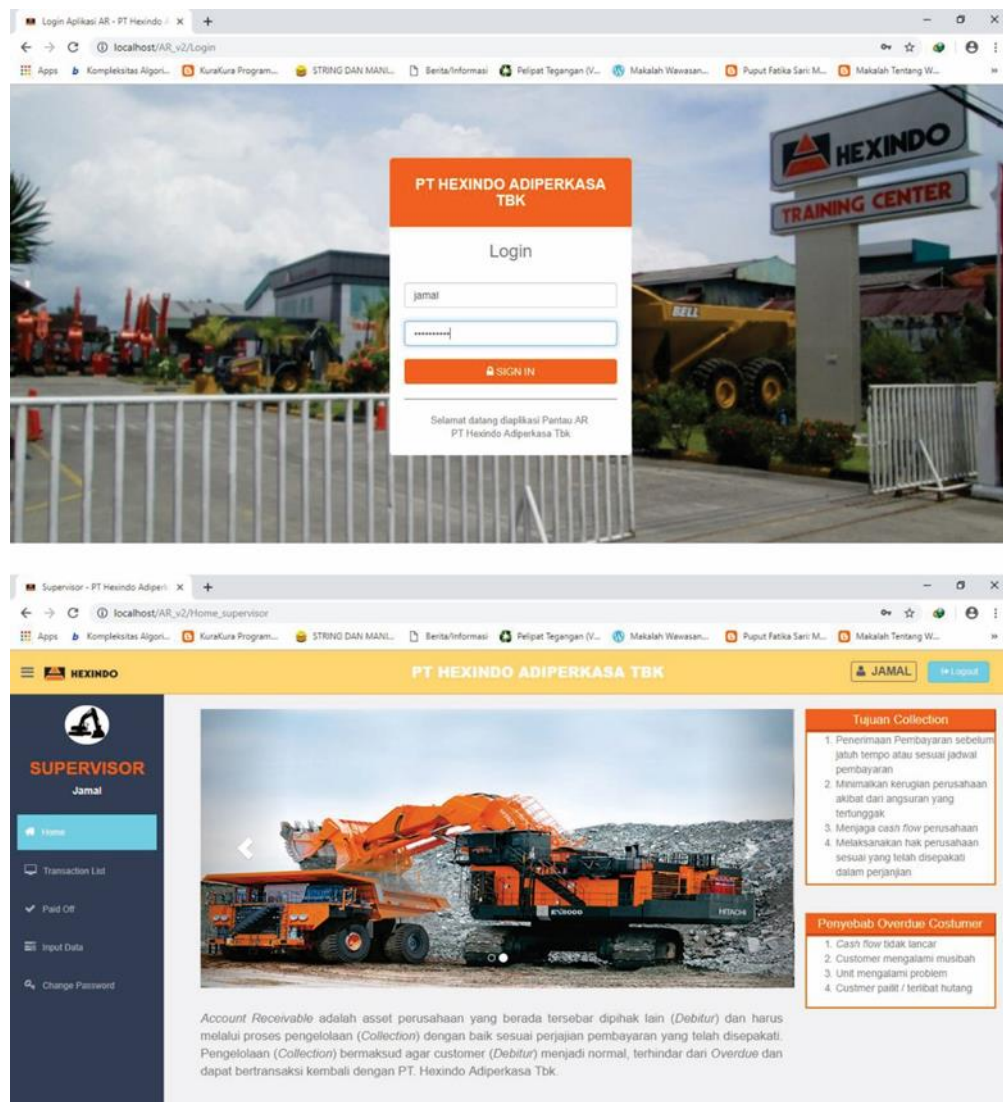 Login Aplikasi AR - PT Hexindo
localhost/AR_v2/Login
Apps Kompleksitas Algori... KuraKura Program... STRING DAN MANI... Berita/Informasi Pelipat Tegangan (V... Makalah Wawasan... Puput Fatika Sari: M... Makalah Tentang W...
HEXINDO
TRAINING CENTER
BELL
PT HEXINDO ADIPERKASA
TBK
Login
jamal
SIGN IN
Selamat datang diaplikasi Pantau AR
PT Hexindo Adiperkasa Tbk
Supervisor - PT Hexindo Adiperk
localhost/AR_v2/Home_supervisor
Apps Kompleksitas Algori... KuraKura Program... STRING DAN MANI... Berita/Informasi Pelipat Tegangan (V... Makalah Wawasan... Puput Fatika Sari: M... Makalah Tentang W...
HEXINDO
PT HEXINDO ADIPERKASA TBK
JAMAL
Logout
SUPERVISOR
Jamal
Home
Transaction List
Paid Off
Input Data
Change Password
HITACHI
Account Receivable adalah asset perusahaan yang berada tersebar dipihak lain (Debitur) dan harus
melalui proses pengelolaan (Collection) dengan baik sesuai perjajian pembayaran yang telah disepakati.
Pengelolaan (Collection) bermaksud agar customer (Debitur) menjadi normal, terhindar dari Overdue dan
dapat bertransaksi kembali dengan PT. Hexindo Adiperkasa Tbk.
Tujuan Collection
1. Penerimaan Pembayaran sebelum
jatuh tempo atau sesuai jadwal
pembayaran
2. Minimalkan kerugian perusahaan
akibat dari angsuran yang
tertunggak
3. Menjaga cash flow perusahaan
4. Melaksanakan hak perusahaan
sesuai yang telah disepakati
dalam perjanjian
Penyebab Overdue Costumer
1. Cash flow tidak lancar
2. Customer mengalami musibah
3. Unit mengalami problem
4. Custmer pailit / terlibat hutang